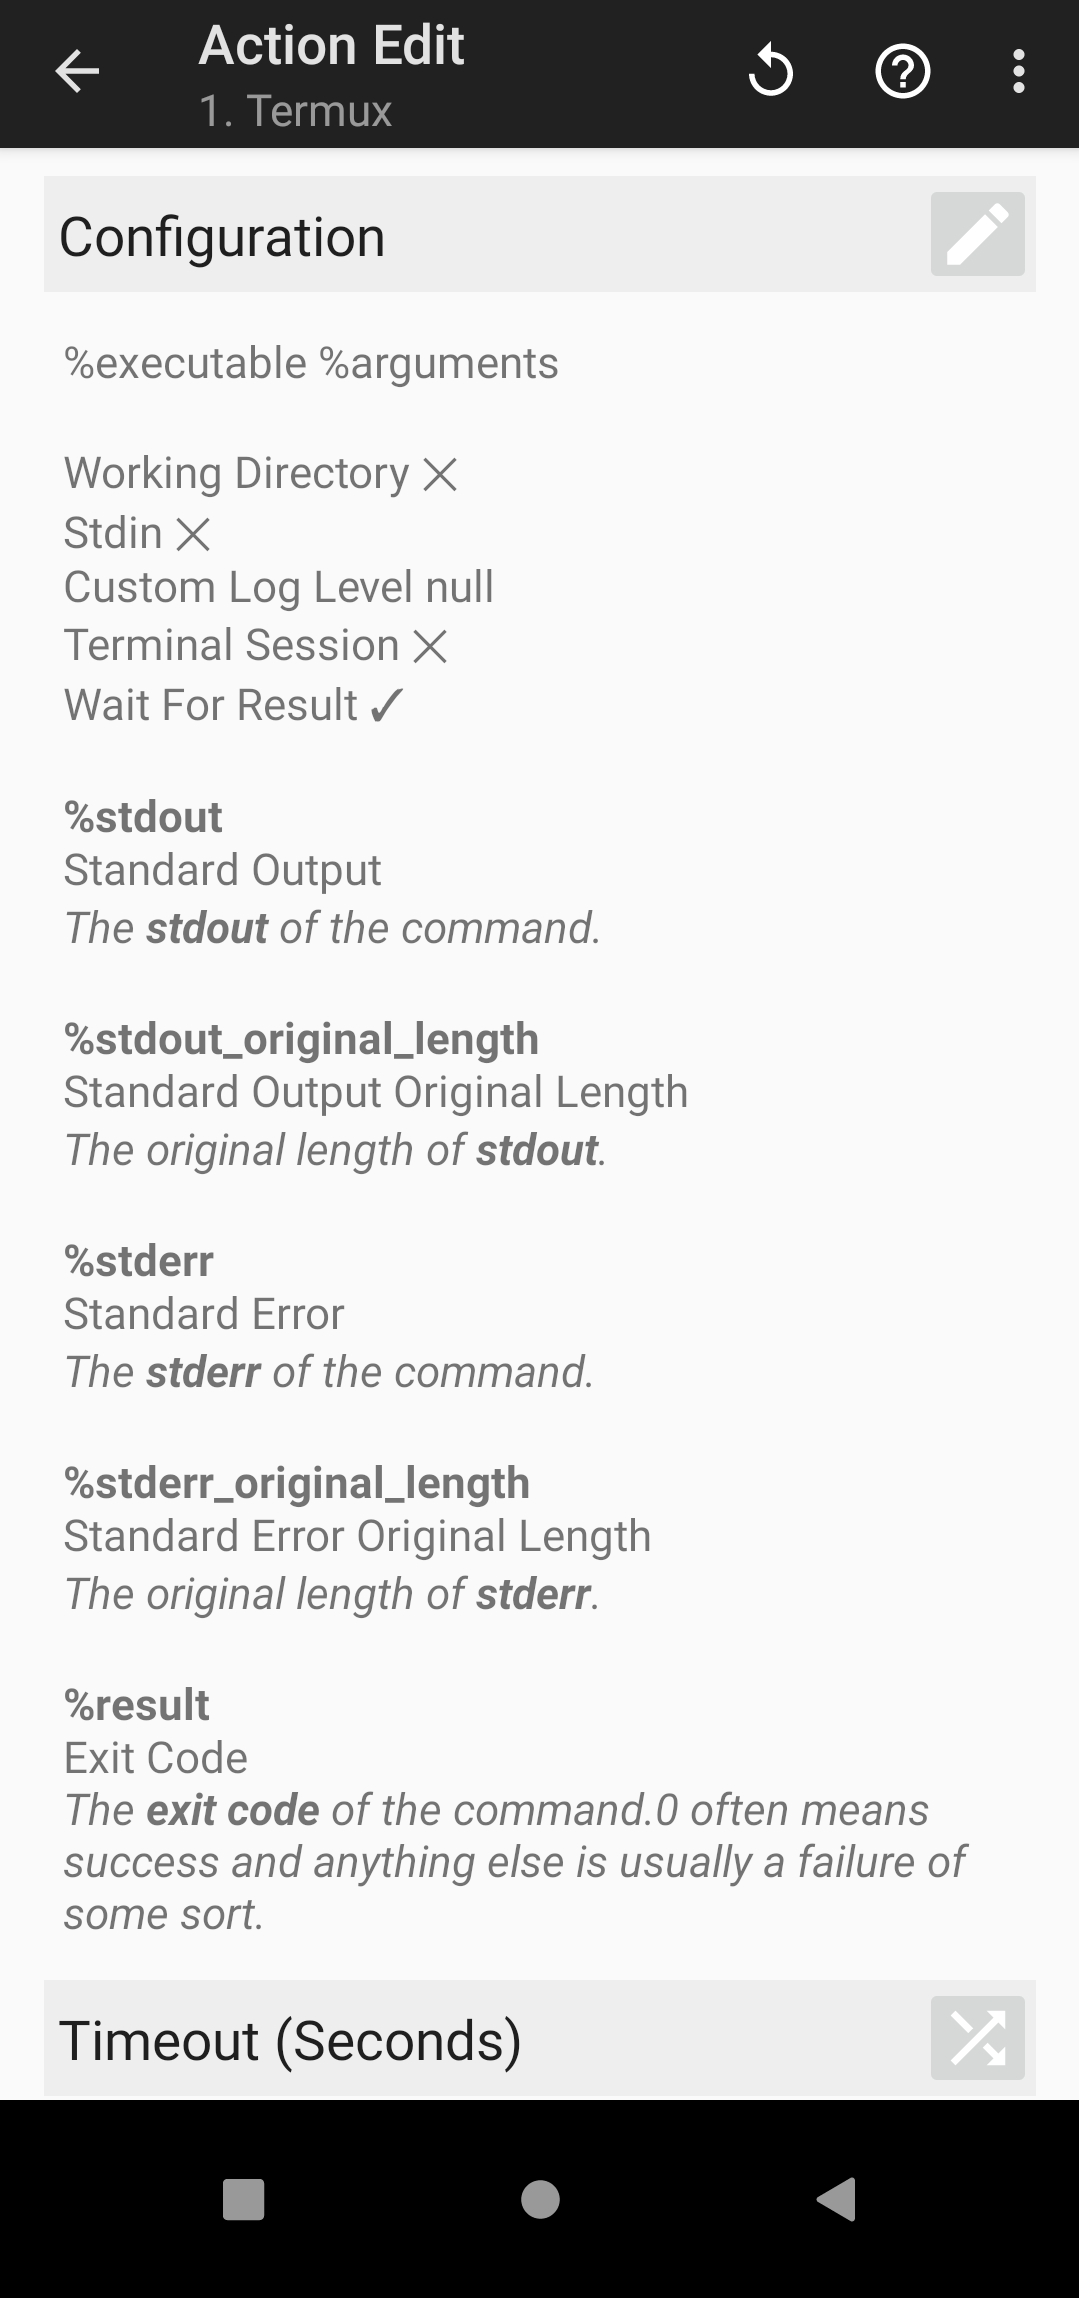 Action Edit
1. Termux
Configuration
%executable %arguments
Working Directory ╳
Stdin ╳
Custom Log Level null
Terminal Session ╳
Wait For Result ✓
%stdout
Standard Output
The stdout of the command.
%stdout_original_length
Standard Output Original Length
The original length of stdout.
%stderr
Standard Error
The stderr of the command.
%stderr_original_length
Standard Error Original Length
The original length of stderr.
%result
Exit Code
The exit code of the command.0 often means
success and anything else is usually a failure of
some sort.
Timeout (Seconds)